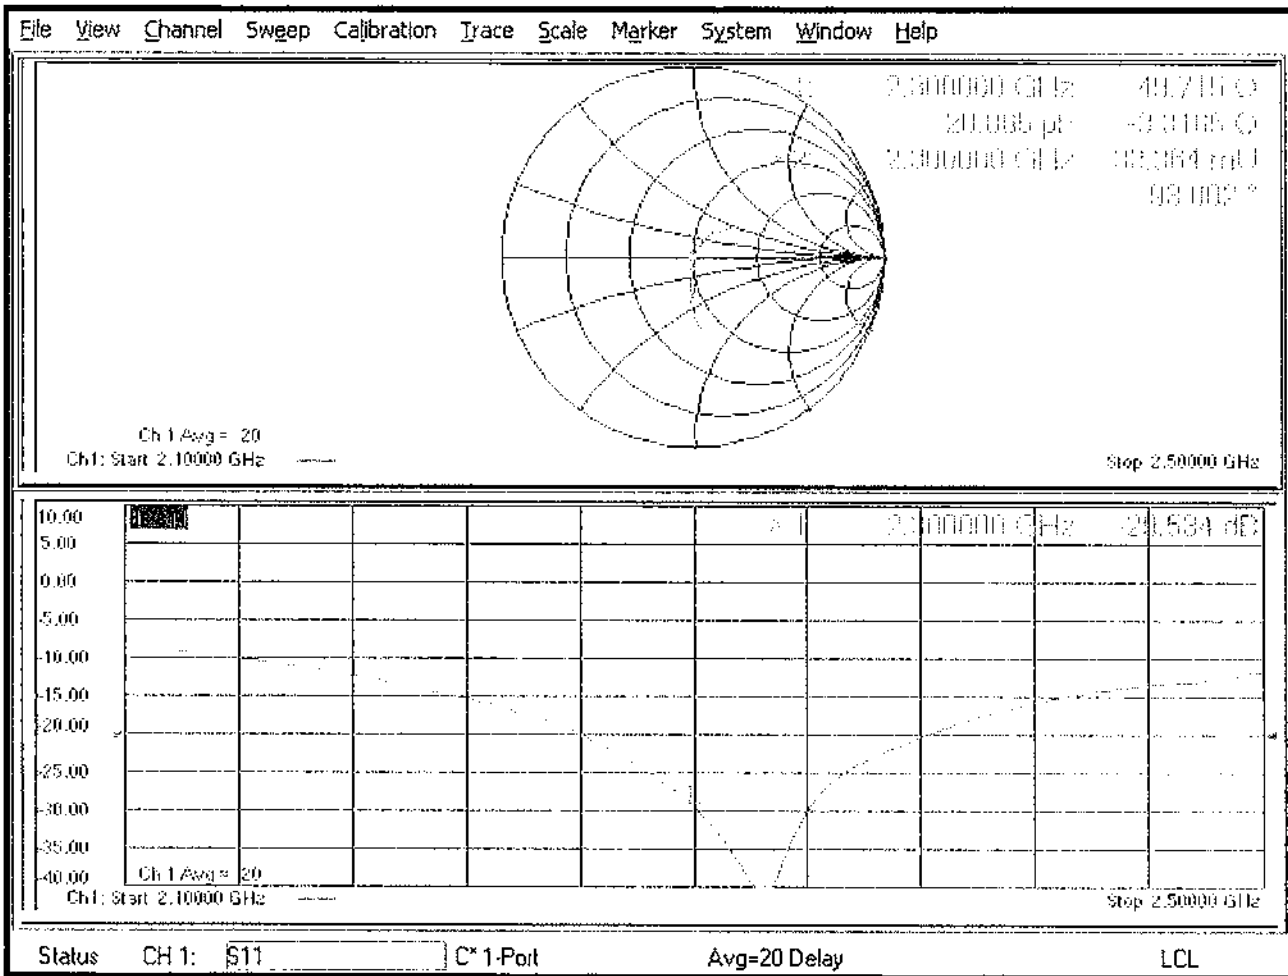 File View Channel Sweep Calibration Trace Scale Marker System Window Help
GHz
GHz
Ch 1 Avg = 20
Ch1: Start 2.10000 GHz
Stop 2.50000 GHz
10.00
5.00
0.00
-5.00
-10.00
-15.00
-20.00
-25.00
-30.00
-35.00
-40.00
GHz dB
Ch 1 Avg = 20
Ch1: Start 2.10000 GHz
Stop 2.50000 GHz
Status CH 1: S11 C* 1-Port Avg=20 Delay LCL